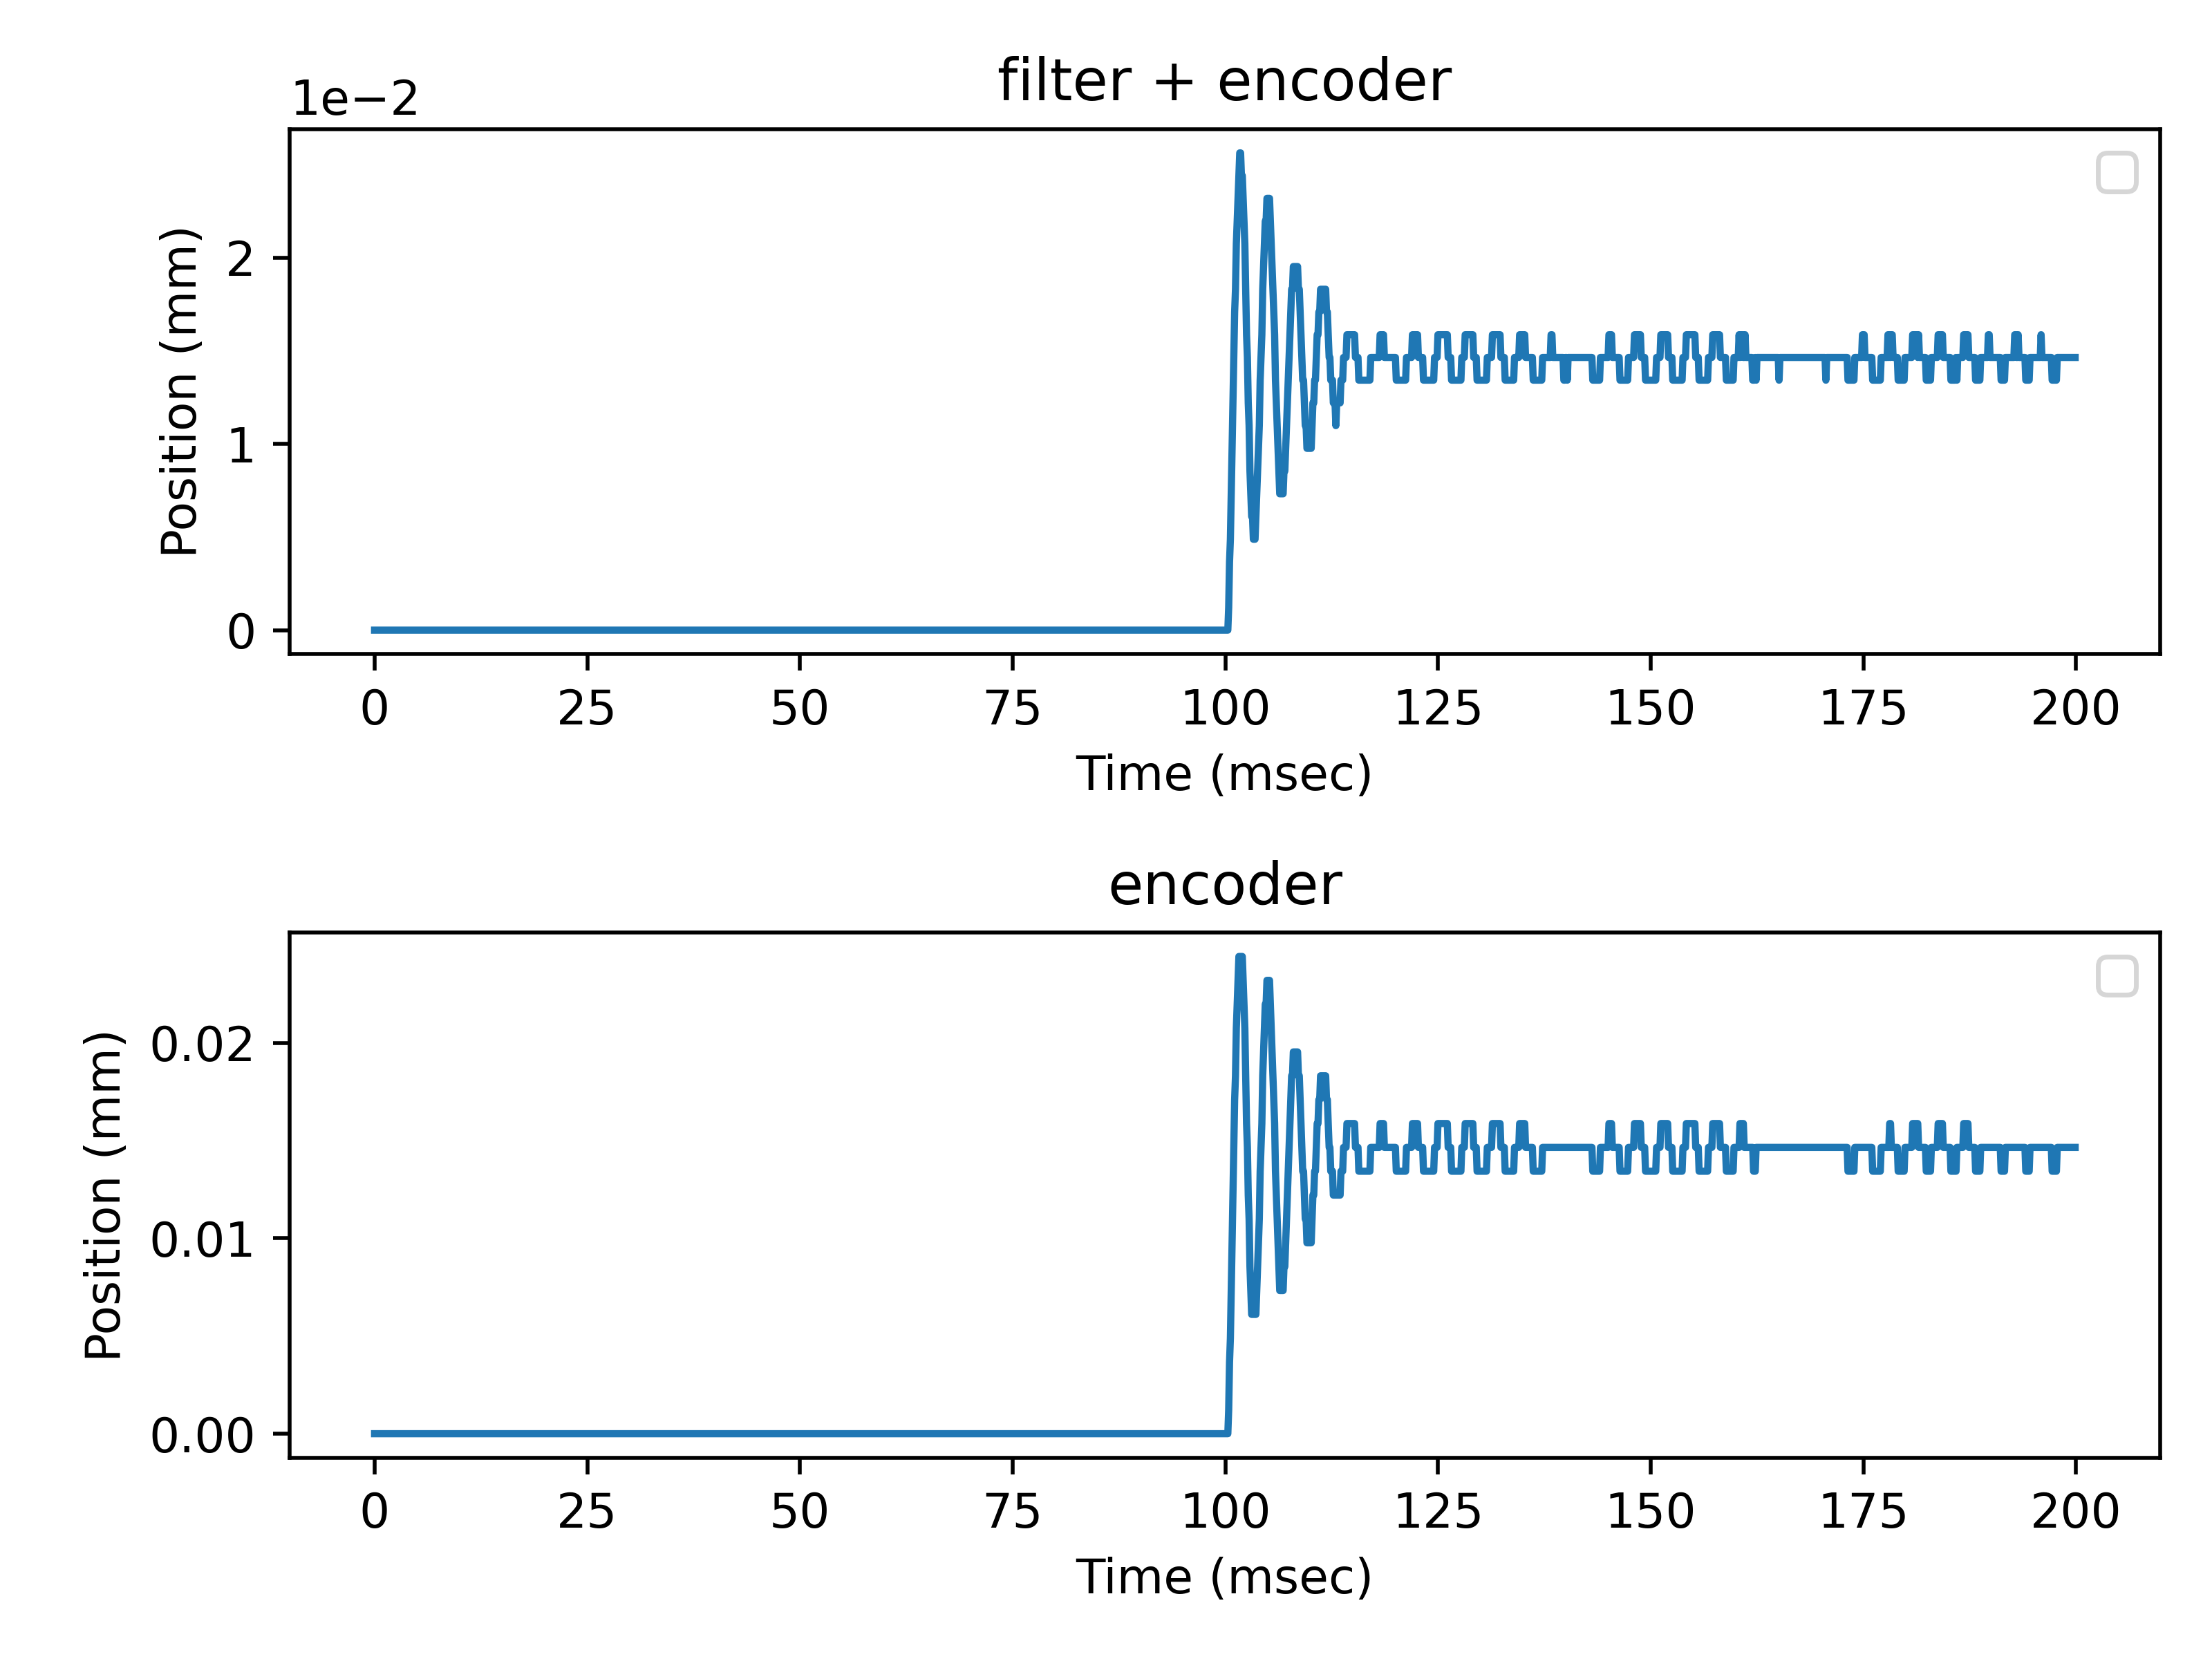 filter + encoder
1e−2
Position (mm)
2
1
0
0 25 50 75 100 125 150 175 200
Time (msec)
encoder
Position (mm)
0.02
0.01
0.00
0 25 50 75 100 125 150 175 200
Time (msec)